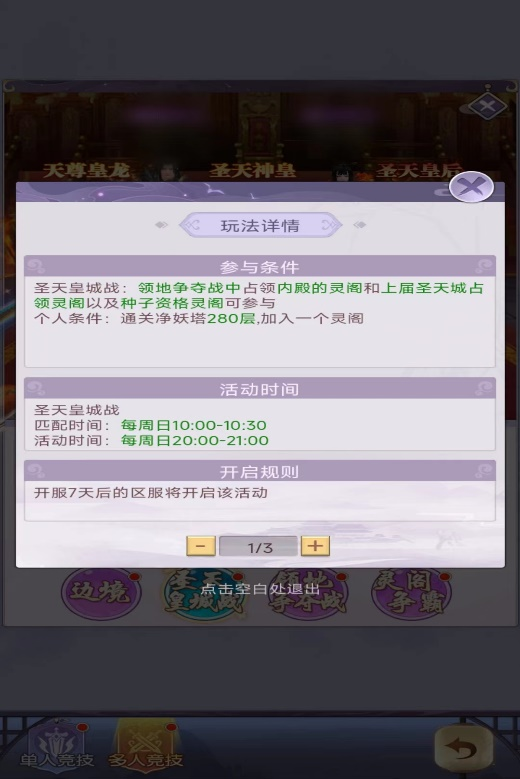 天尊皇龙 圣天神皇 圣天皇后
玩法详情
参与条件
圣天皇城战：领地争夺战中占领内殿的灵阁和上届圣天城占
领灵阁以及种子资格灵阁可参与
个人条件：通关净妖塔280层,加入一个灵阁
活动时间
圣天皇城战
匹配时间：每周日10:00-10:30
活动时间：每周日20:00-21:00
开启规则
开服7天后的区服将开启该活动
1/3
点击空白处退出
边境 圣天皇城战 领地争夺战 灵阁争霸
单人竞技 多人竞技